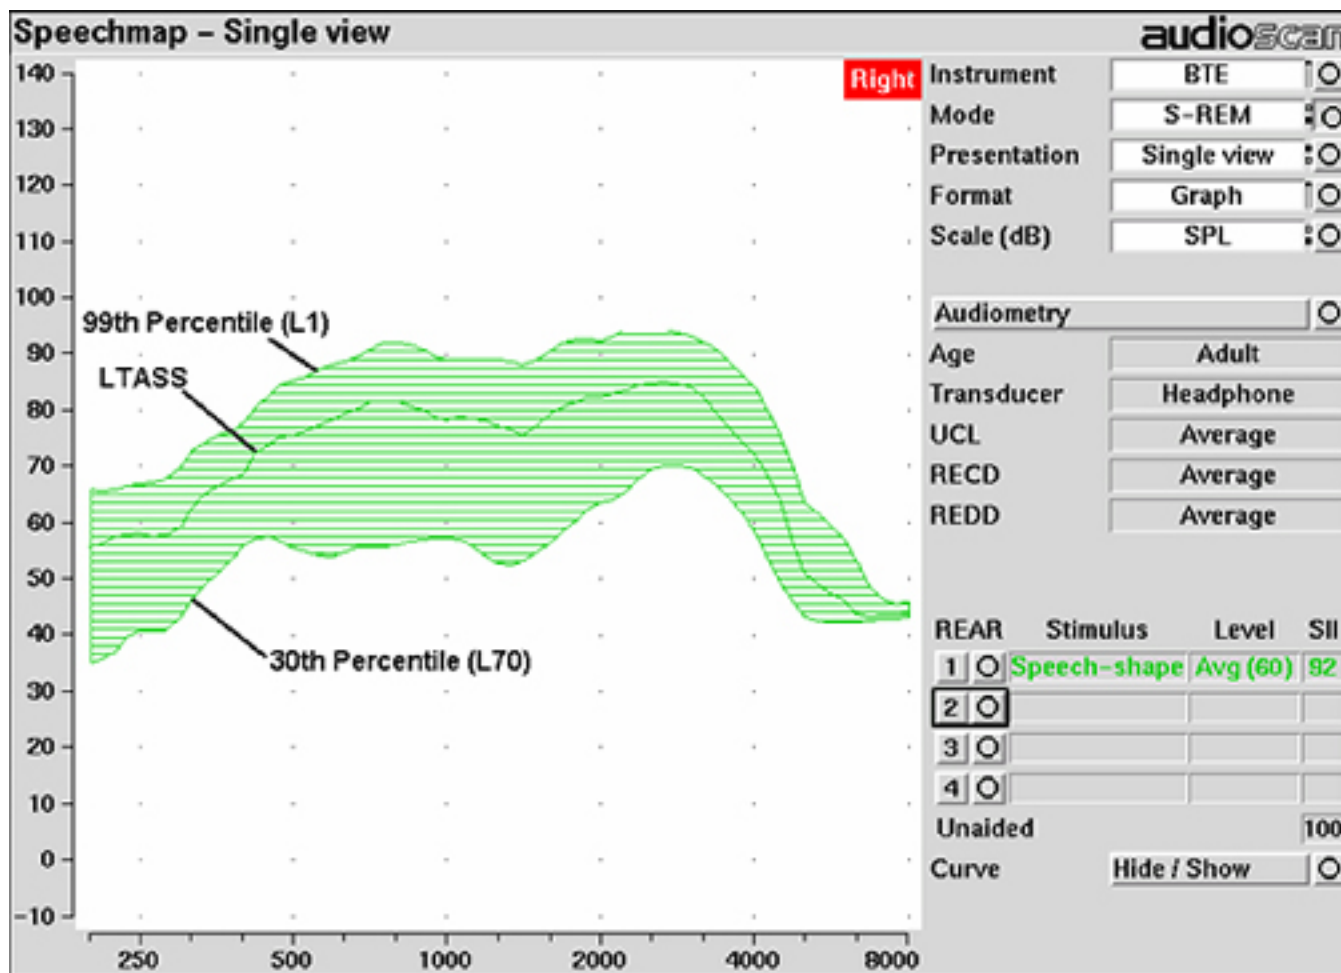 Speechmap – Single view
audioscan
140
130
120
110
100
90
80
70
60
50
40
30
20
10
0
-10
250 500 1000 2000 4000 8000
Right
99th Percentile (L1)
LTASS
30th Percentile (L70)
Instrument BTE
Mode S-REM
Presentation Single view
Format Graph
Scale (dB) SPL
Audiometry
Age Adult
Transducer Headphone
UCL Average
RECD Average
REDD Average
REAR Stimulus Level SII
1 Speech-shape Avg (60) 92
2
3
4
Unaided 100
Curve Hide / Show